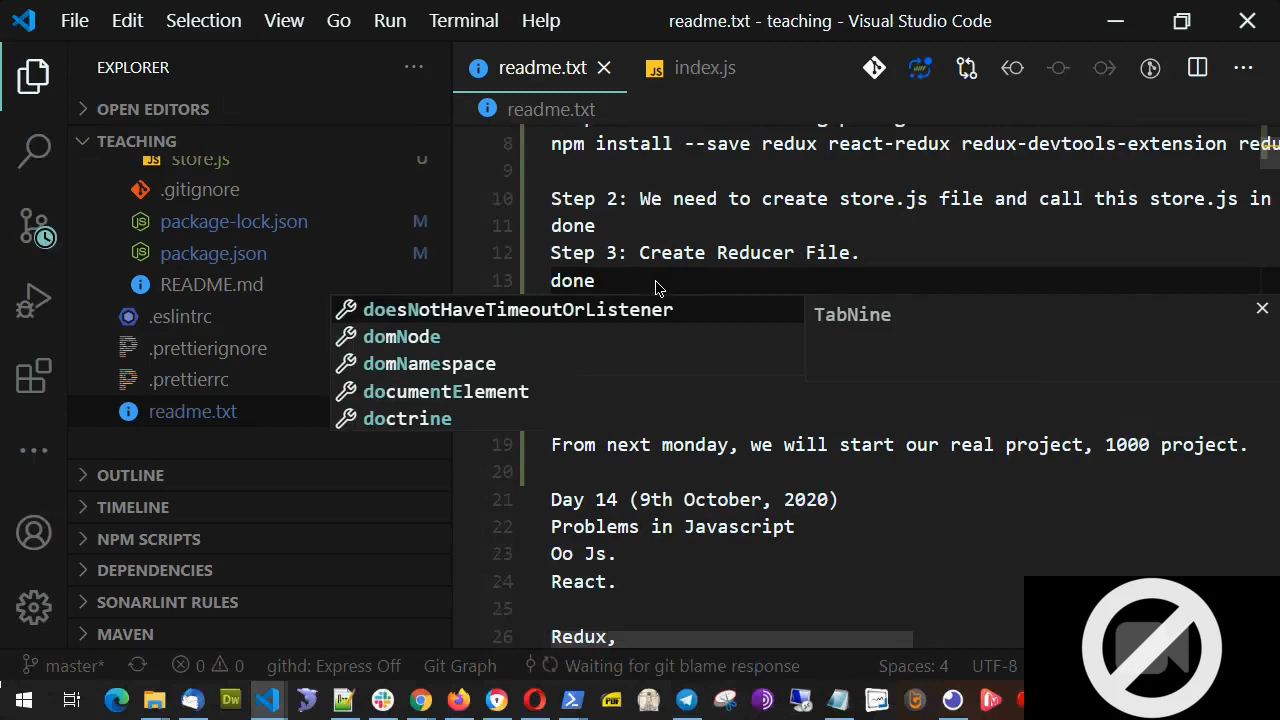 File Edit Selection View Go Run Terminal Help
readme.txt - teaching - Visual Studio Code
EXPLORER
OPEN EDITORS
TEACHING
store.js U
.gitignore
package-lock.json M
package.json M
README.md
.eslintrc
.prettierignore
.prettierrc
readme.txt
OUTLINE
TIMELINE
NPM SCRIPTS
DEPENDENCIES
SONARLINT RULES
MAVEN
readme.txt
JS index.js
readme.txt
8 npm install --save redux react-redux redux-devtools-extension redu
9
10 Step 2: We need to create store.js file and call this store.js in
11 done
12 Step 3: Create Reducer File.
13 done
doesNotHaveTimeoutOrListener
domNode
domNamespace
documentElement
doctrine
TabNine
19 From next monday, we will start our real project, 1000 project.
20
21 Day 14 (9th October, 2020)
22 Problems in Javascript
23 Oo Js.
24 React.
25
26 Redux,
master* 0 0 githd: Express Off Git Graph Waiting for git blame response Spaces: 4 UTF-8